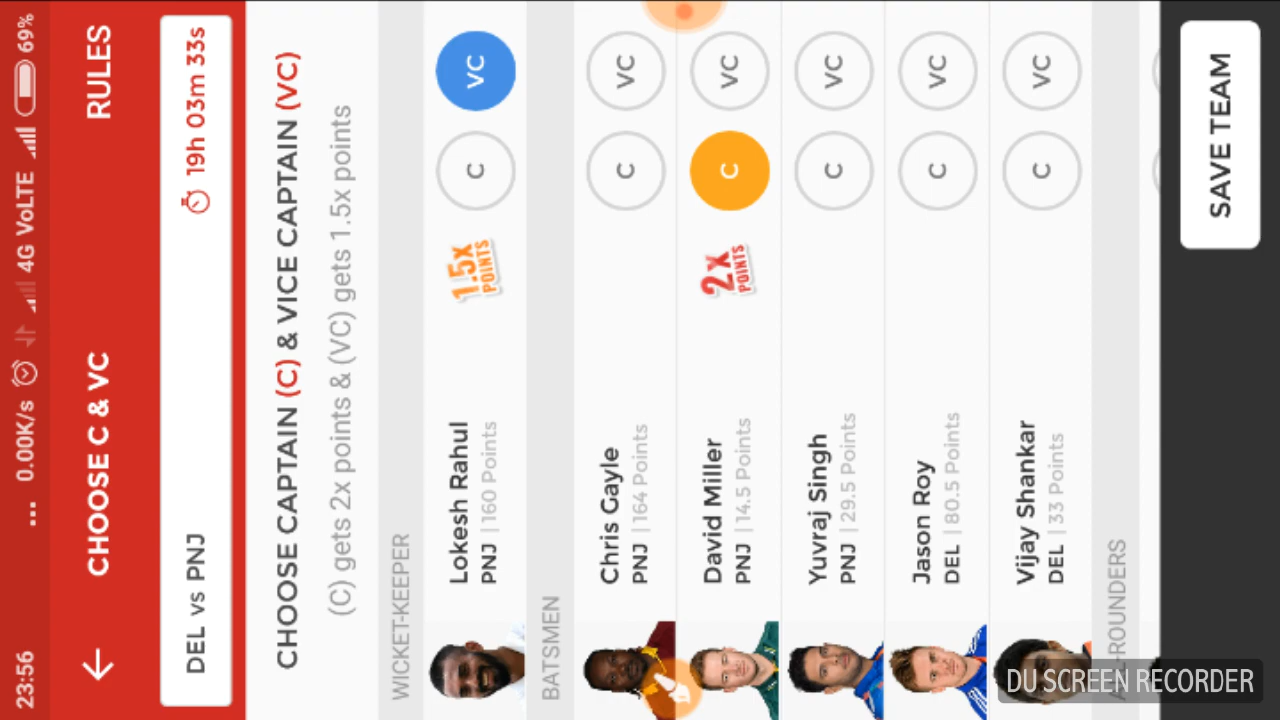 23:56 ... 0.00K/s 4G VoLTE 69%
CHOOSE C & VC RULES
DEL vs PNJ 19h 03m 33s
CHOOSE CAPTAIN (C) & VICE CAPTAIN (VC)
(C) gets 2x points & (VC) gets 1.5x points
WICKET-KEEPER
Lokesh Rahul
PNJ | 160 Points
1.5x
POINTS
C VC
BATSMEN
Chris Gayle
PNJ | 164 Points
C VC
David Miller
PNJ | 14.5 Points
2x
POINTS
C VC
Yuvraj Singh
PNJ | 29.5 Points
C VC
Jason Roy
DEL | 80.5 Points
C VC
Vijay Shankar
DEL | 33 Points
C VC
ALL-ROUNDERS
SAVE TEAM
DU SCREEN RECORDER